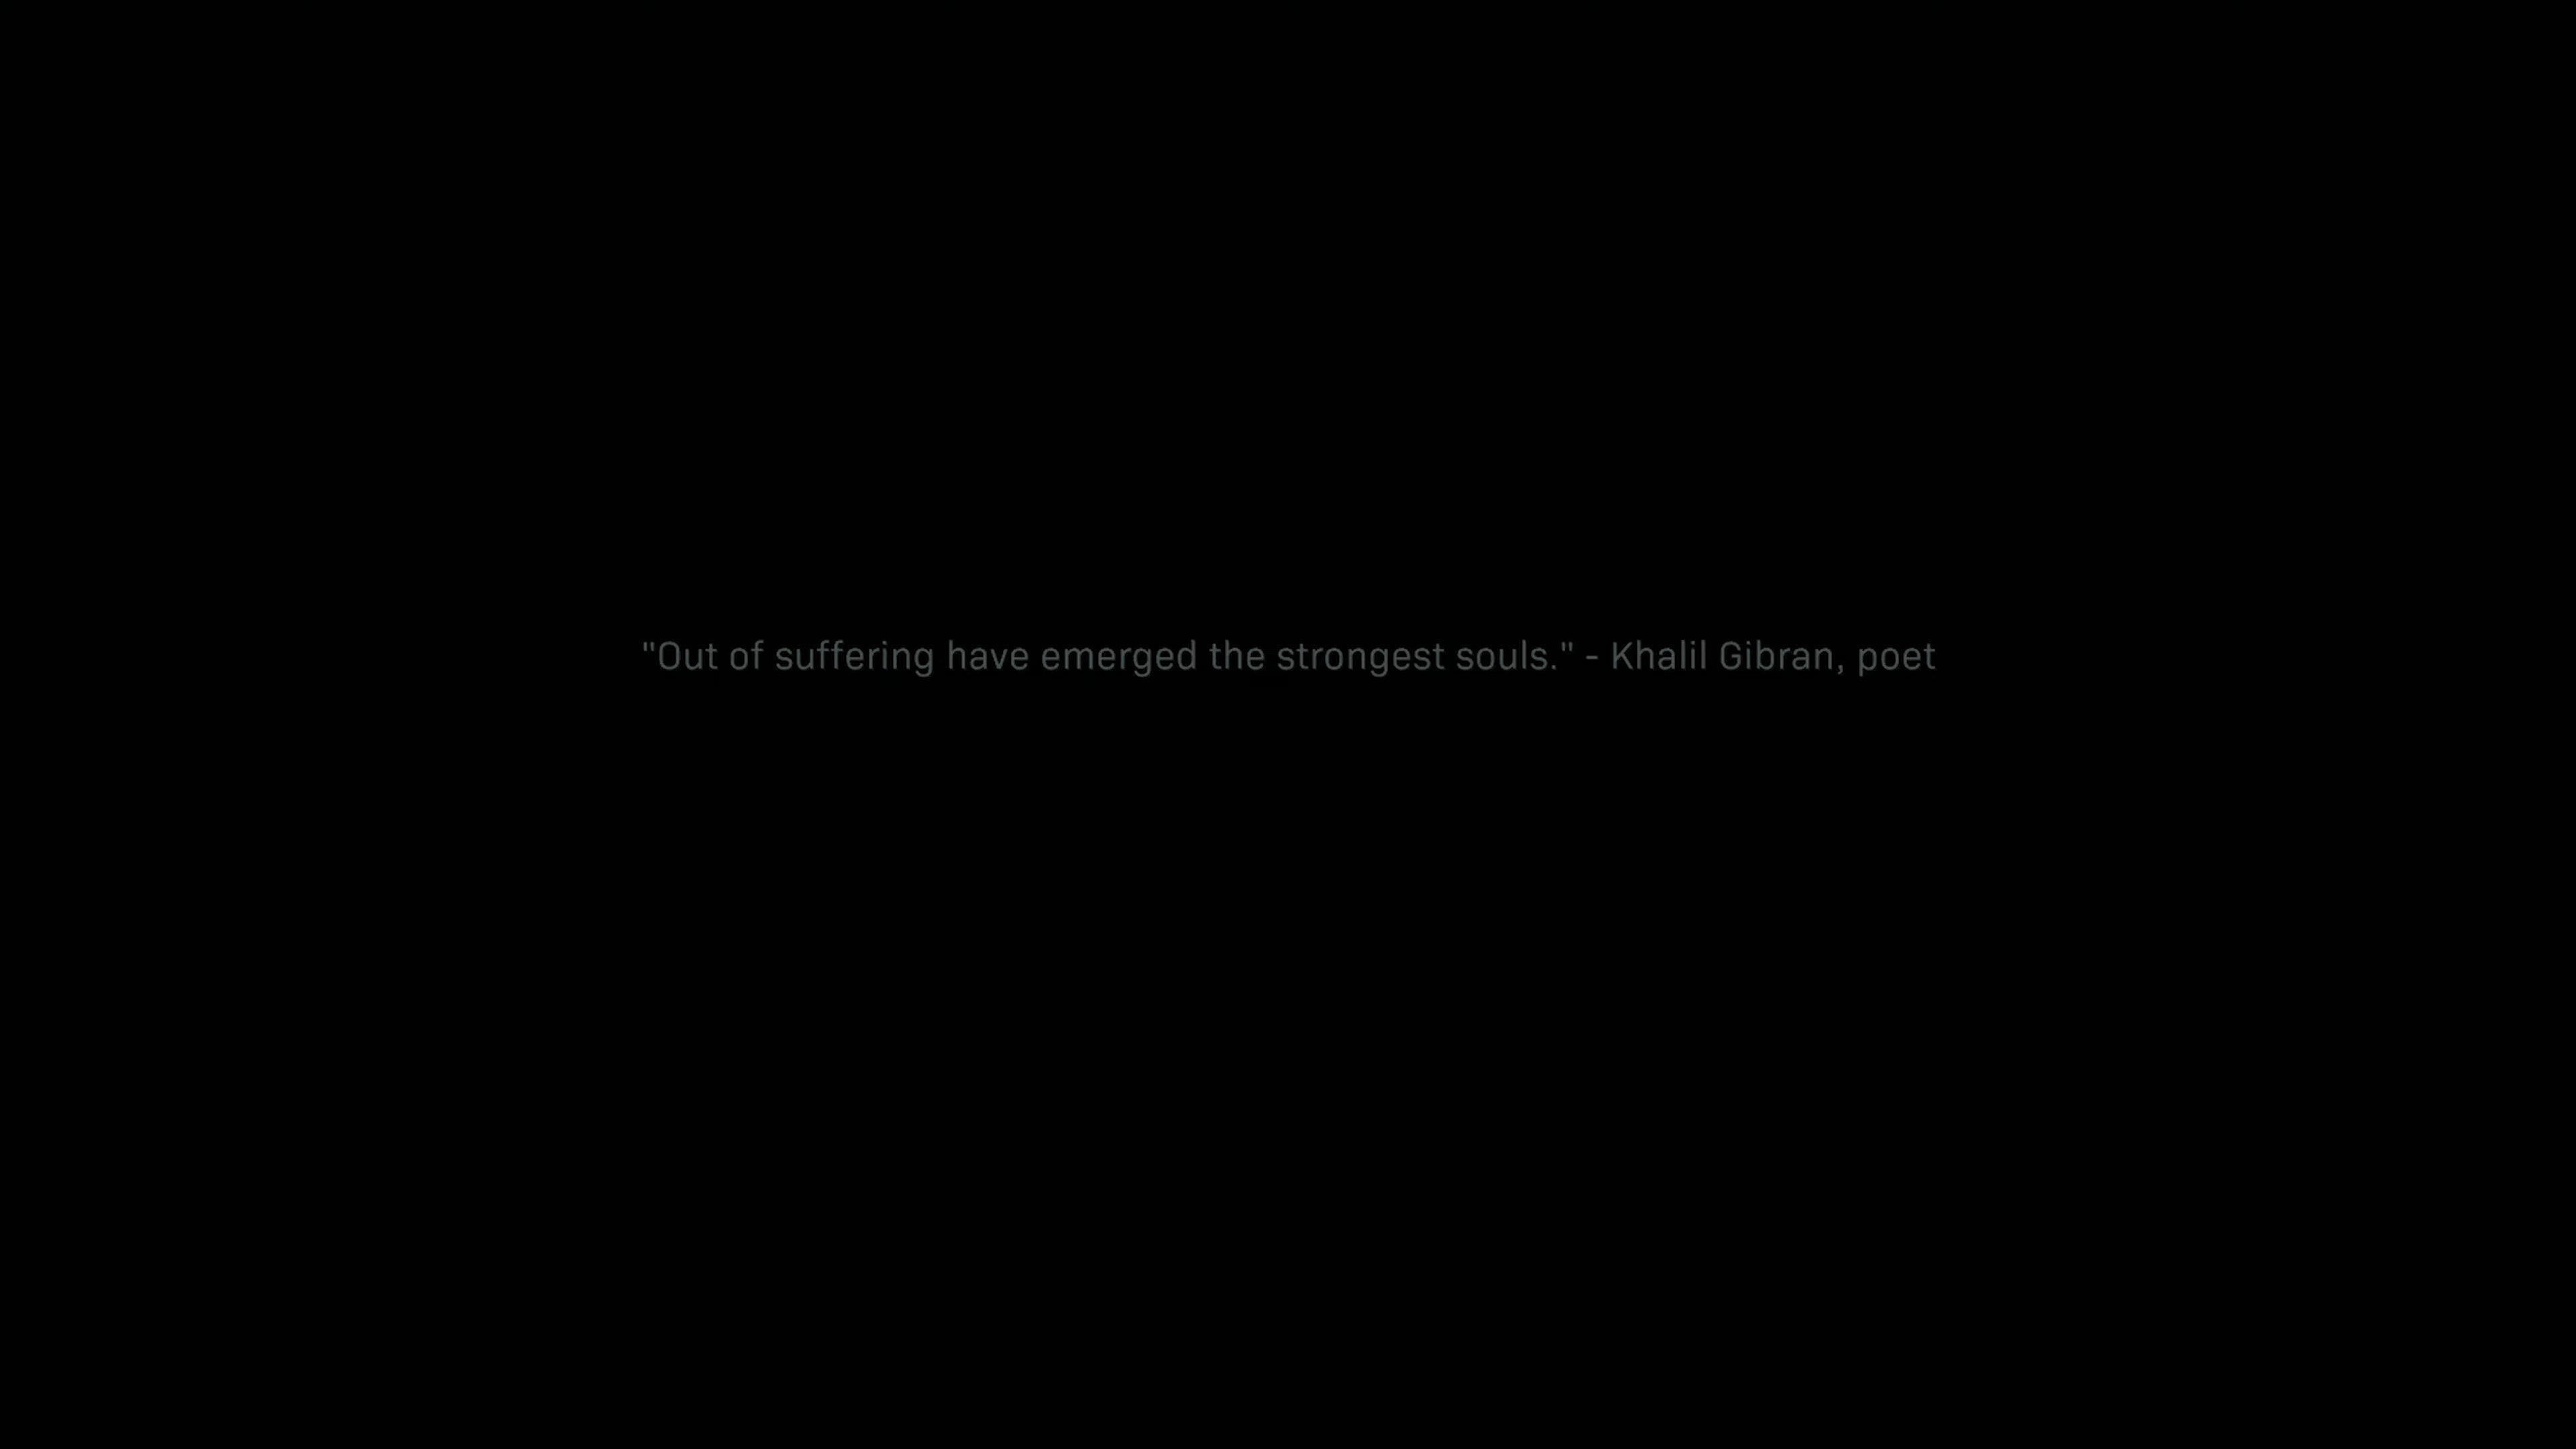 "Out of suffering have emerged the strongest souls." - Khalil Gibran, poet